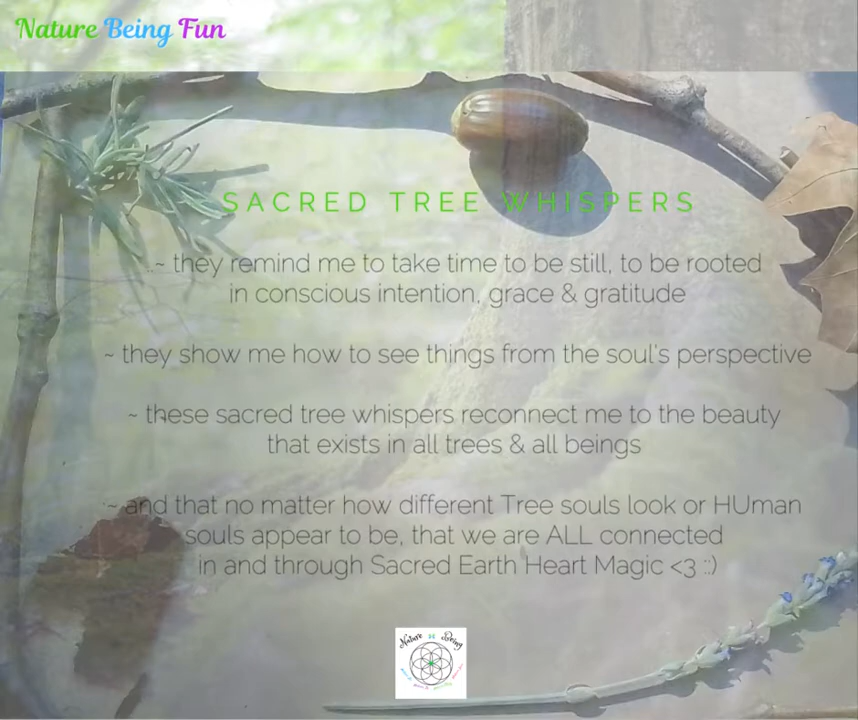 Nature Being Fun
SACRED TREE WHISPERS
..~ they remind me to take time to be still, to be rooted
in conscious intention, grace & gratitude
~ they show me how to see things from the soul's perspective
~ these sacred tree whispers reconnect me to the beauty
that exists in all trees & all beings
~ and that no matter how different Tree souls look or HUman
souls appear to be, that we are ALL connected
in and through Sacred Earth Heart Magic <3 ::)
Nature Being